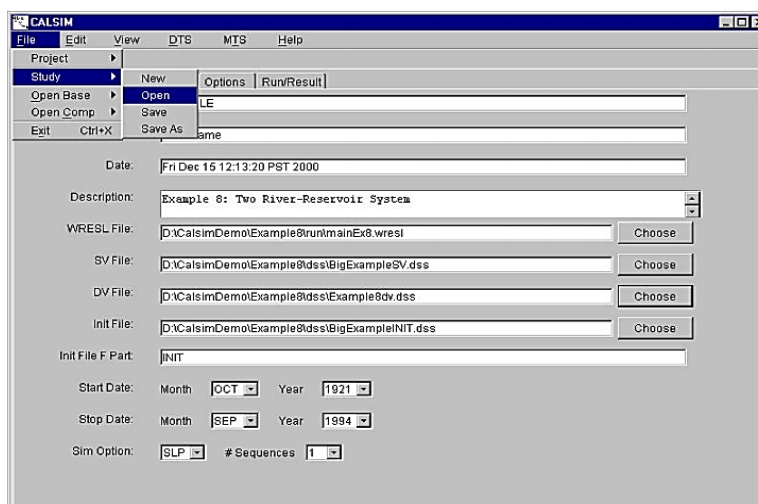 CALSIM
File Edit View DTS MTS Help
Project
Study
Open Base
Open Comp
Exit Ctrl+X
New
Open
Save
Save As
Options Run/Result
LE
ame
Date: Fri Dec 15 12:13:20 PST 2000
Description: Example 8: Two River-Reservoir System
WRESL File: D:\CalsimDemo\Example8\run\mainEx8.wresl Choose
SV File: D:\CalsimDemo\Example8\dss\BigExampleSV.dss Choose
DV File: D:\CalsimDemo\Example8\dss\Example8dv.dss Choose
Init File: D:\CalsimDemo\Example8\dss\BigExampleINIT.dss Choose
Init File F Part: INIT
Start Date: Month OCT Year 1921
Stop Date: Month SEP Year 1994
Sim Option: SLP # Sequences 1